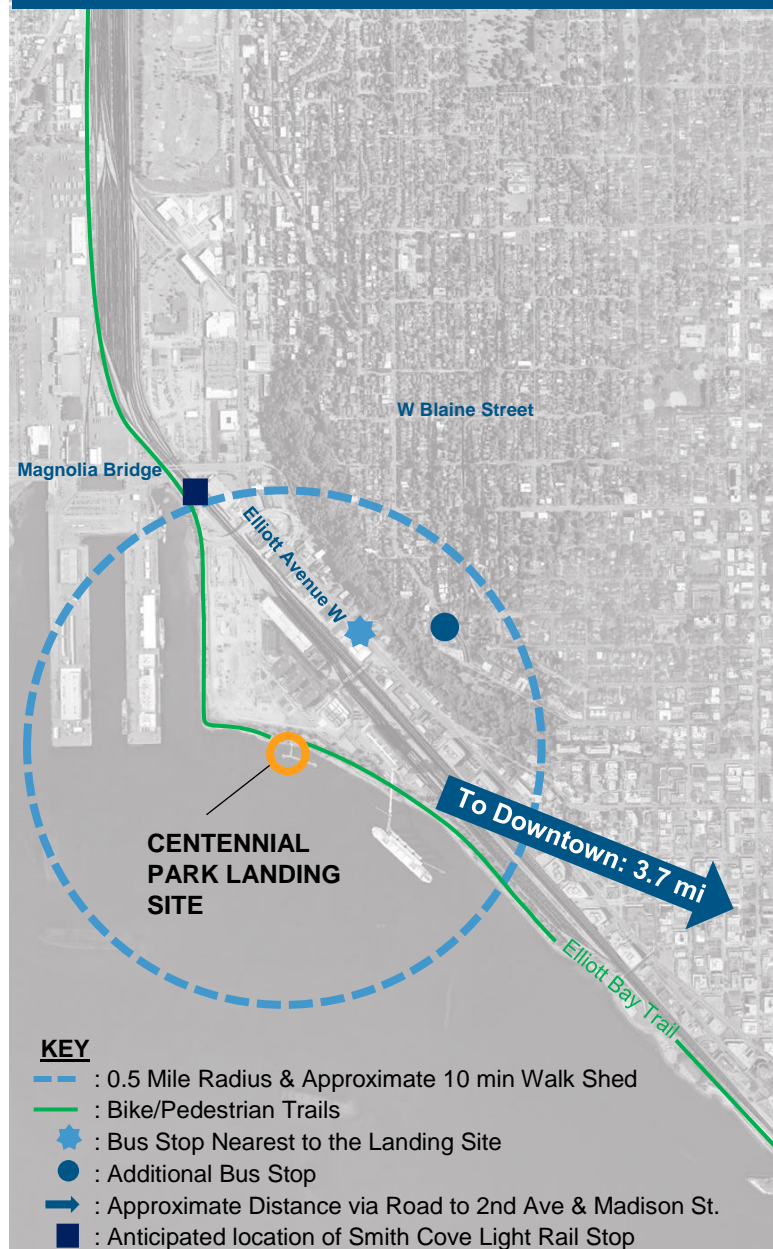 W Blaine Street
Magnolia Bridge
Elliott Avenue W
CENTENNIAL
PARK LANDING
SITE
To Downtown: 3.7 mi
Elliott Bay Trail
KEY
: 0.5 Mile Radius & Approximate 10 min Walk Shed
: Bike/Pedestrian Trails
: Bus Stop Nearest to the Landing Site
: Additional Bus Stop
: Approximate Distance via Road to 2nd Ave & Madison St.
: Anticipated location of Smith Cove Light Rail Stop